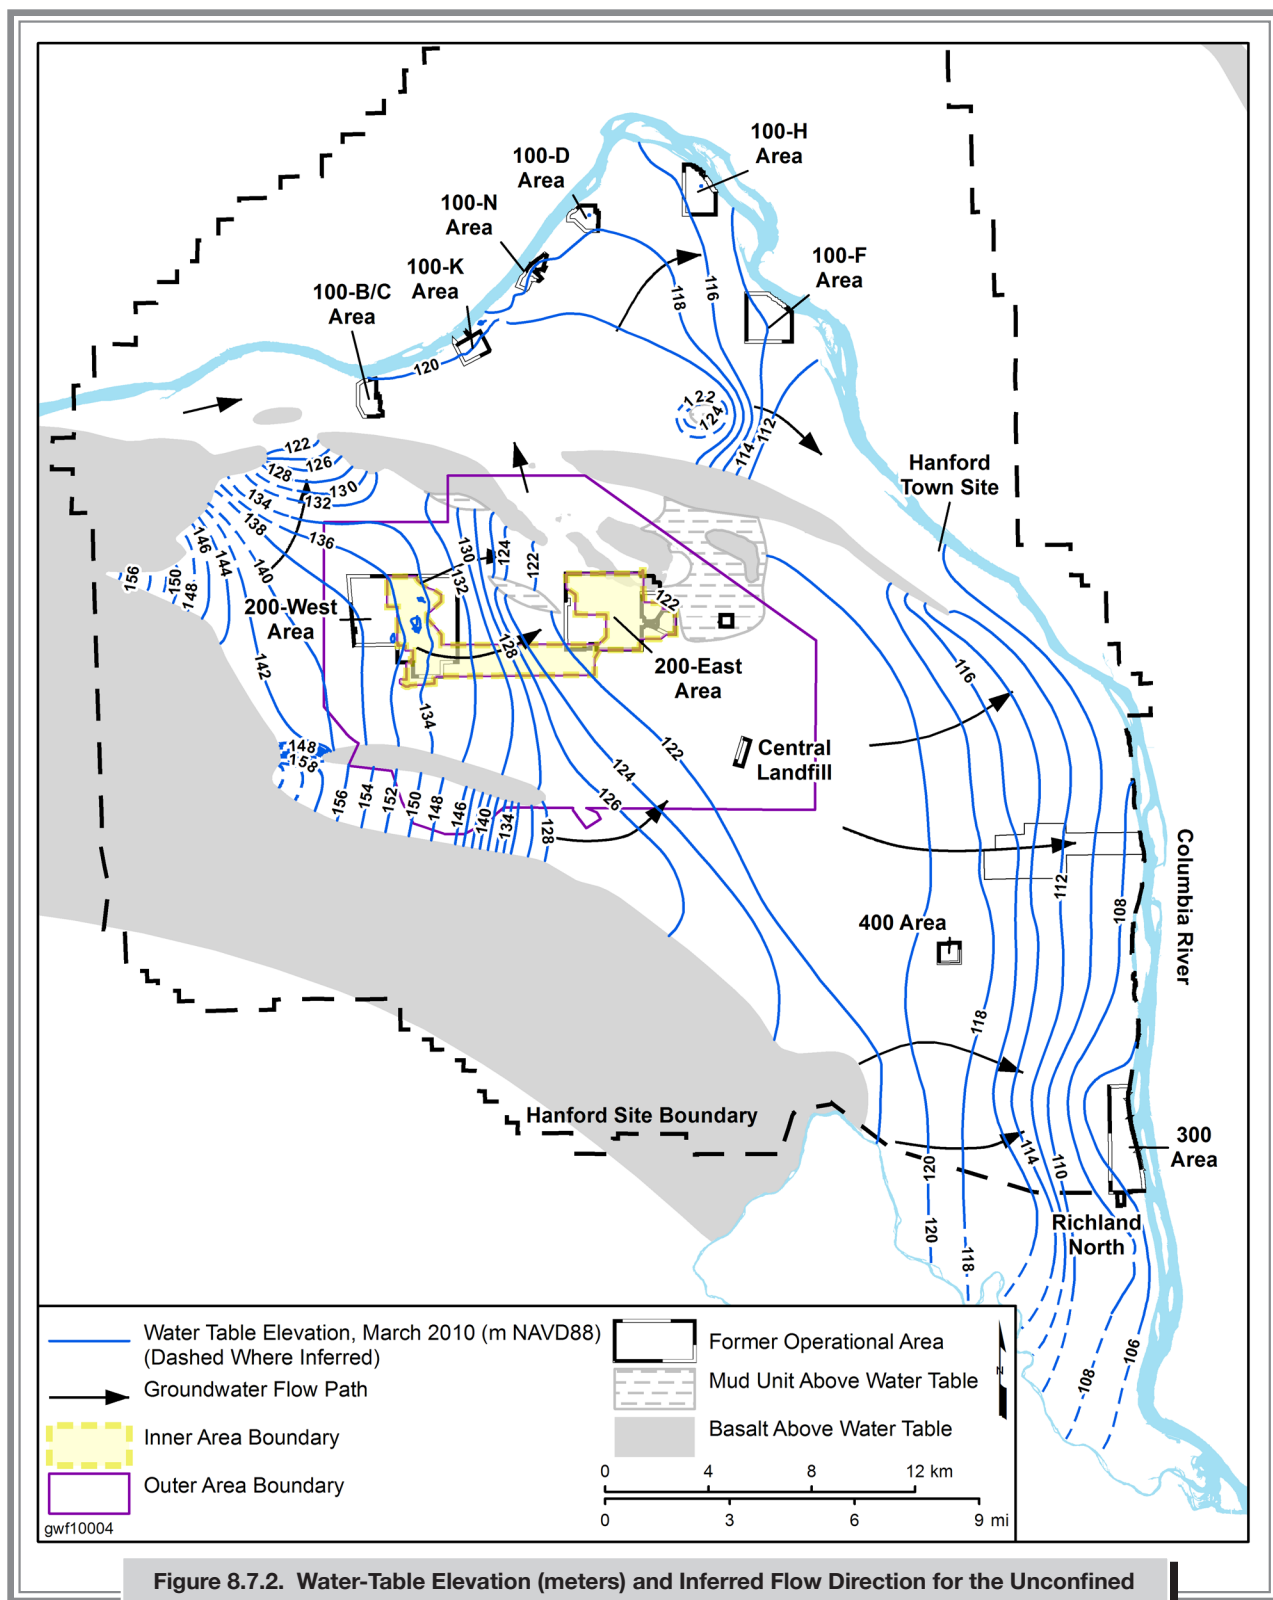 100-H
Area
100-D
Area
100-N
Area
100-K
Area
100-F
Area
100-B/C
Area
118
116
120
122
124
114
112
Hanford
Town Site
122
126
128
130
132
134
138
136
146
144
140
156
150
148
130
132
124
122
122
200-West
Area
128
200-East
Area
142
134
116
148
158
122
124
126
Central
Landfill
156
154
152
150
148
146
140
134
128
112
108
Columbia River
400 Area
118
Hanford Site Boundary
300
Area
114
110
120
120
118
Richland
North
108
106
Water Table Elevation, March 2010 (m NAVD88)
(Dashed Where Inferred)
Groundwater Flow Path
Inner Area Boundary
Outer Area Boundary
gwf10004
Former Operational Area
Mud Unit Above Water Table
Basalt Above Water Table
0 4 8 12 km
0 3 6 9 mi
N
Figure 8.7.2. Water-Table Elevation (meters) and Inferred Flow Direction for the Unconfined